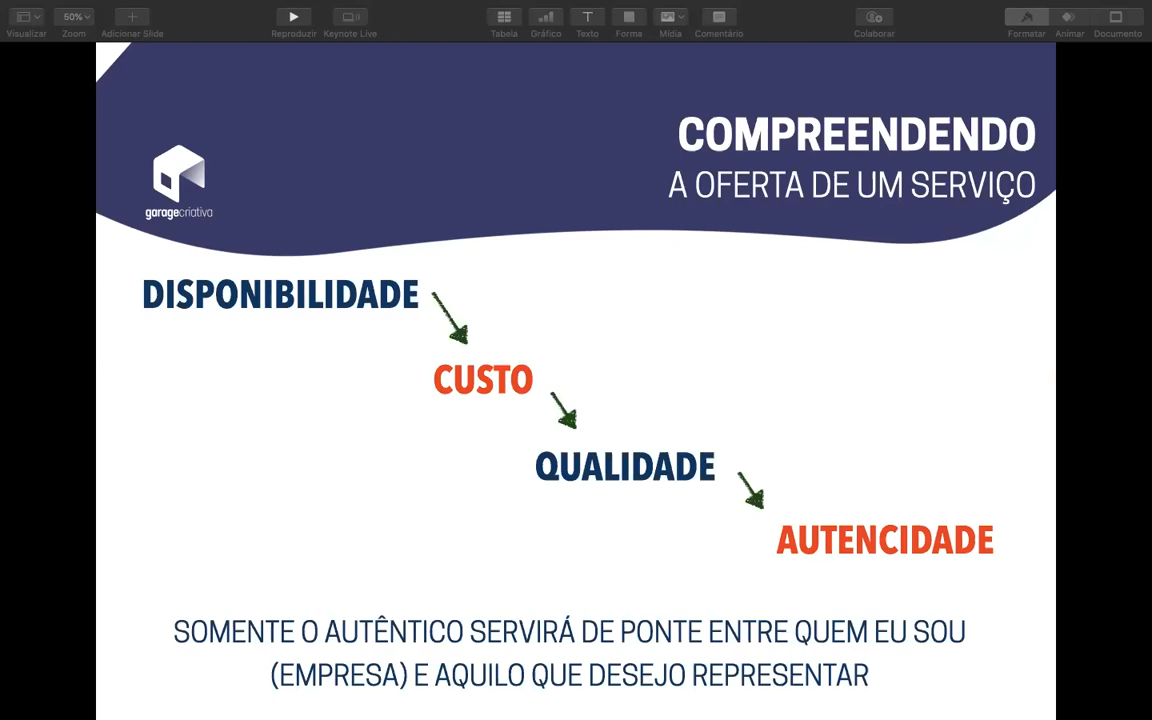 Visualizar
50%
Zoom
Adicionar Slide
Reproduzir
Keynote Live
Tabela
Gráfico
T
Texto
Forma
Mídia
Comentário
Colaborar
Formatar
Animar
Documento
COMPREENDENDO
A OFERTA DE UM SERVIÇO
garagecriativa
DISPONIBILIDADE
CUSTO
QUALIDADE
AUTENCIDADE
SOMENTE O AUTÊNTICO SERVIRÁ DE PONTE ENTRE QUEM EU SOU
(EMPRESA) E AQUILO QUE DESEJO REPRESENTAR